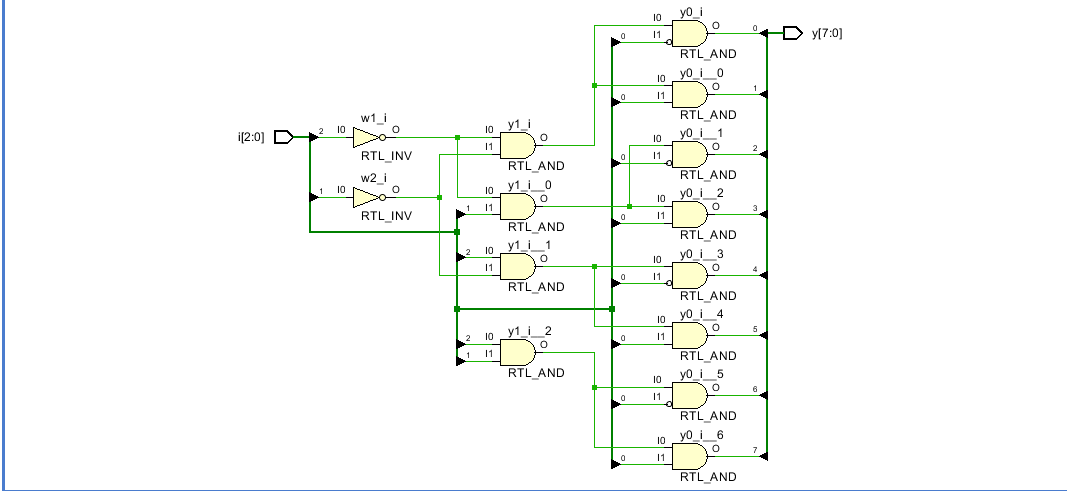 y0_i
I0
O
I1
0
0
y[7:0]
RTL_AND
y0_i__0
I0
O
I1
0
1
RTL_AND
w1_i
i[2:0]
2
I0
O
RTL_INV
y1_i
I0
O
I1
RTL_AND
y0_i__1
I0
O
I1
0
2
RTL_AND
w2_i
1
I0
O
RTL_INV
y1_i__0
I0
O
1
I1
RTL_AND
y0_i__2
I0
O
I1
0
3
RTL_AND
y1_i__1
2
I0
O
I1
RTL_AND
y0_i__3
I0
O
I1
0
4
RTL_AND
y0_i__4
I0
O
I1
0
5
RTL_AND
y1_i__2
2
I0
O
1
I1
RTL_AND
y0_i__5
I0
O
I1
0
6
RTL_AND
y0_i__6
I0
O
I1
0
7
RTL_AND